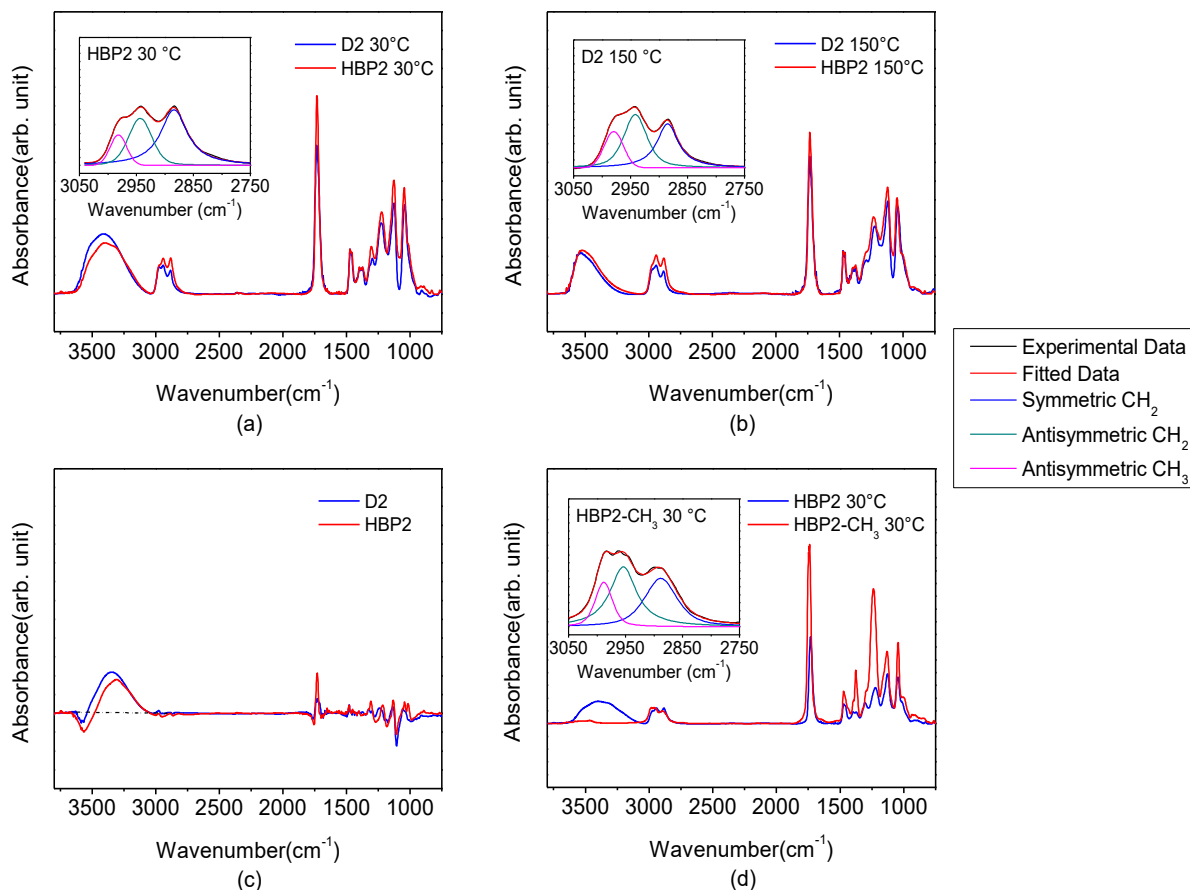 HBP2 30 °C
D2 30°C
HBP2 30°C
3050 2950 2850 2750
Wavenumber (cm-1)
Absorbance(arb. unit)
3500 3000 2500 2000 1500 1000
Wavenumber(cm-1)
(a)
D2 150 °C
D2 150°C
HBP2 150°C
3050 2950 2850 2750
Wavenumber (cm-1)
Absorbance(arb. unit)
3500 3000 2500 2000 1500 1000
Wavenumber(cm-1)
(b)
Experimental Data
Fitted Data
Symmetric CH2
Antisymmetric CH2
Antisymmetric CH3
D2
HBP2
Absorbance(arb. unit)
3500 3000 2500 2000 1500 1000
Wavenumber(cm-1)
(c)
HBP2-CH3 30 °C
HBP2 30°C
HBP2-CH3 30°C
3050 2950 2850 2750
Wavenumber (cm-1)
Absorbance(arb. unit)
3500 3000 2500 2000 1500 1000
Wavenumber(cm-1)
(d)